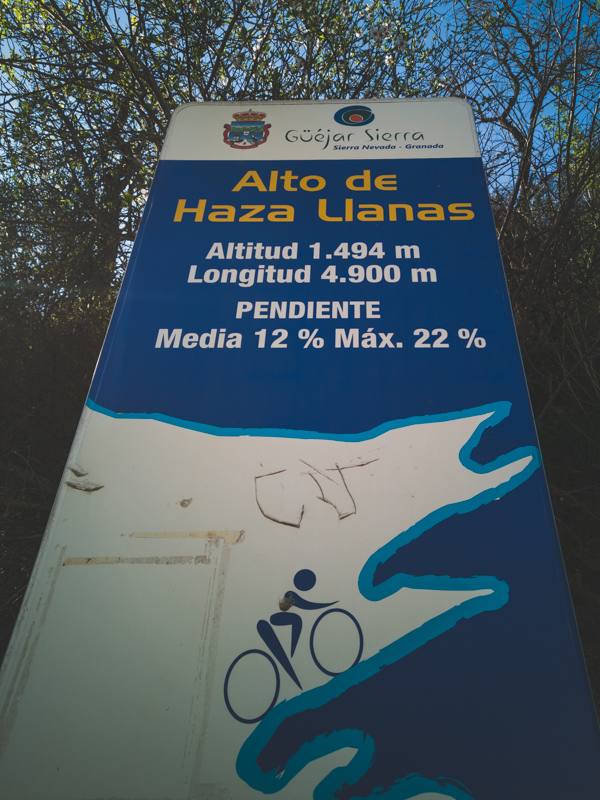 Güéjar Sierra
Sierra Nevada - Granada
Alto de
Haza Llanas
Altitud 1.494 m
Longitud 4.900 m
PENDIENTE
Media 12 % Máx. 22 %